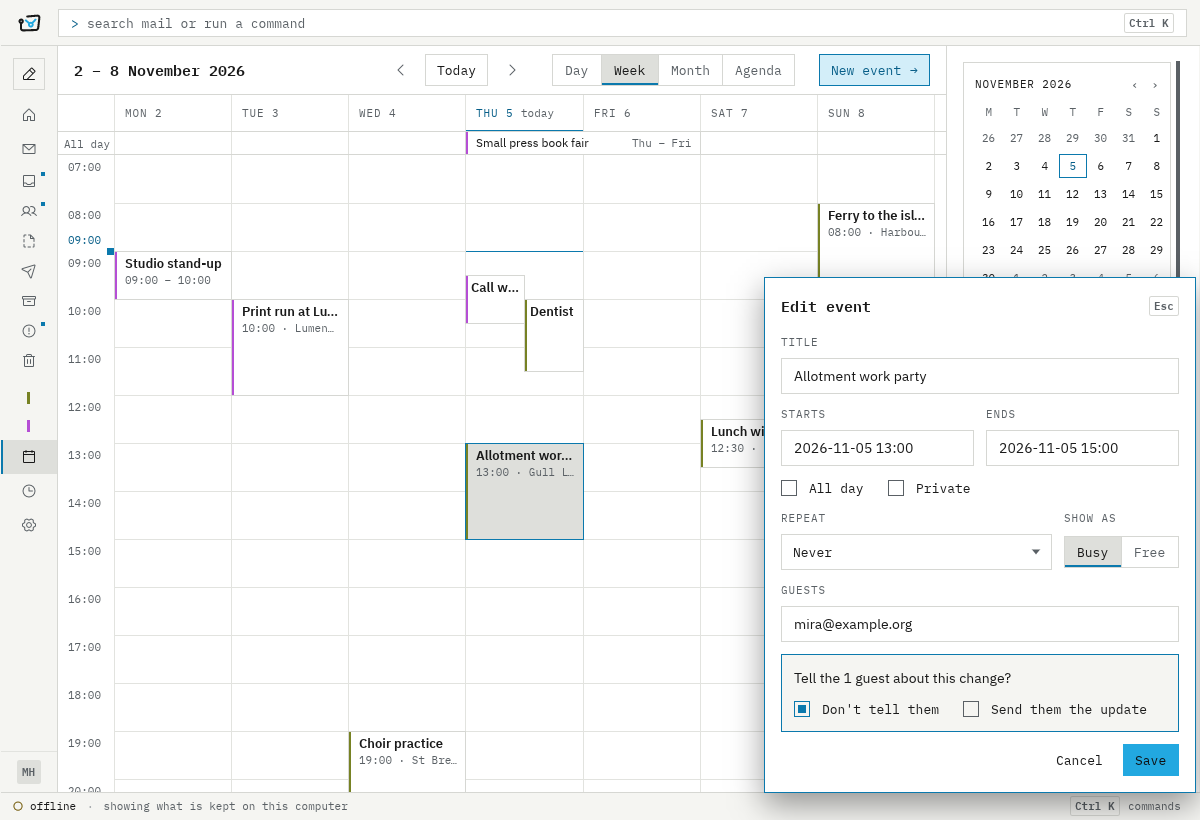 > search mail or run a command Ctrl K
2 – 8 November 2026 Today Day Week Month Agenda New event →
MON 2 TUE 3 WED 4 THU 5 today FRI 6 SAT 7 SUN 8
All day Small press book fair Thu – Fri
07:00
08:00
09:00
09:00
10:00
11:00
12:00
13:00
14:00
15:00
16:00
17:00
18:00
19:00
20:00
Studio stand-up
09:00 – 10:00
Print run at Lu…
10:00 · Lumen…
Choir practice
19:00 · St Bre…
Call w…
Dentist
Allotment wor…
13:00 · Gull L…
Lunch wi
12:30 ·
Ferry to the isl…
08:00 · Harbou…
NOVEMBER 2026 ‹ ›
M T W T F S S
26 27 28 29 30 31 1
2 3 4 5 6 7 8
9 10 11 12 13 14 15
16 17 18 19 20 21 22
23 24 25 26 27 28 29
30 1 2 3 4 5 6
Edit event Esc
TITLE
Allotment work party
STARTS ENDS
2026-11-05 13:00 2026-11-05 15:00
All day Private
REPEAT SHOW AS
Never Busy Free
GUESTS
mira@example.org
Tell the 1 guest about this change?
Don't tell them Send them the update
Cancel Save
MH
offline · showing what is kept on this computer Ctrl K commands